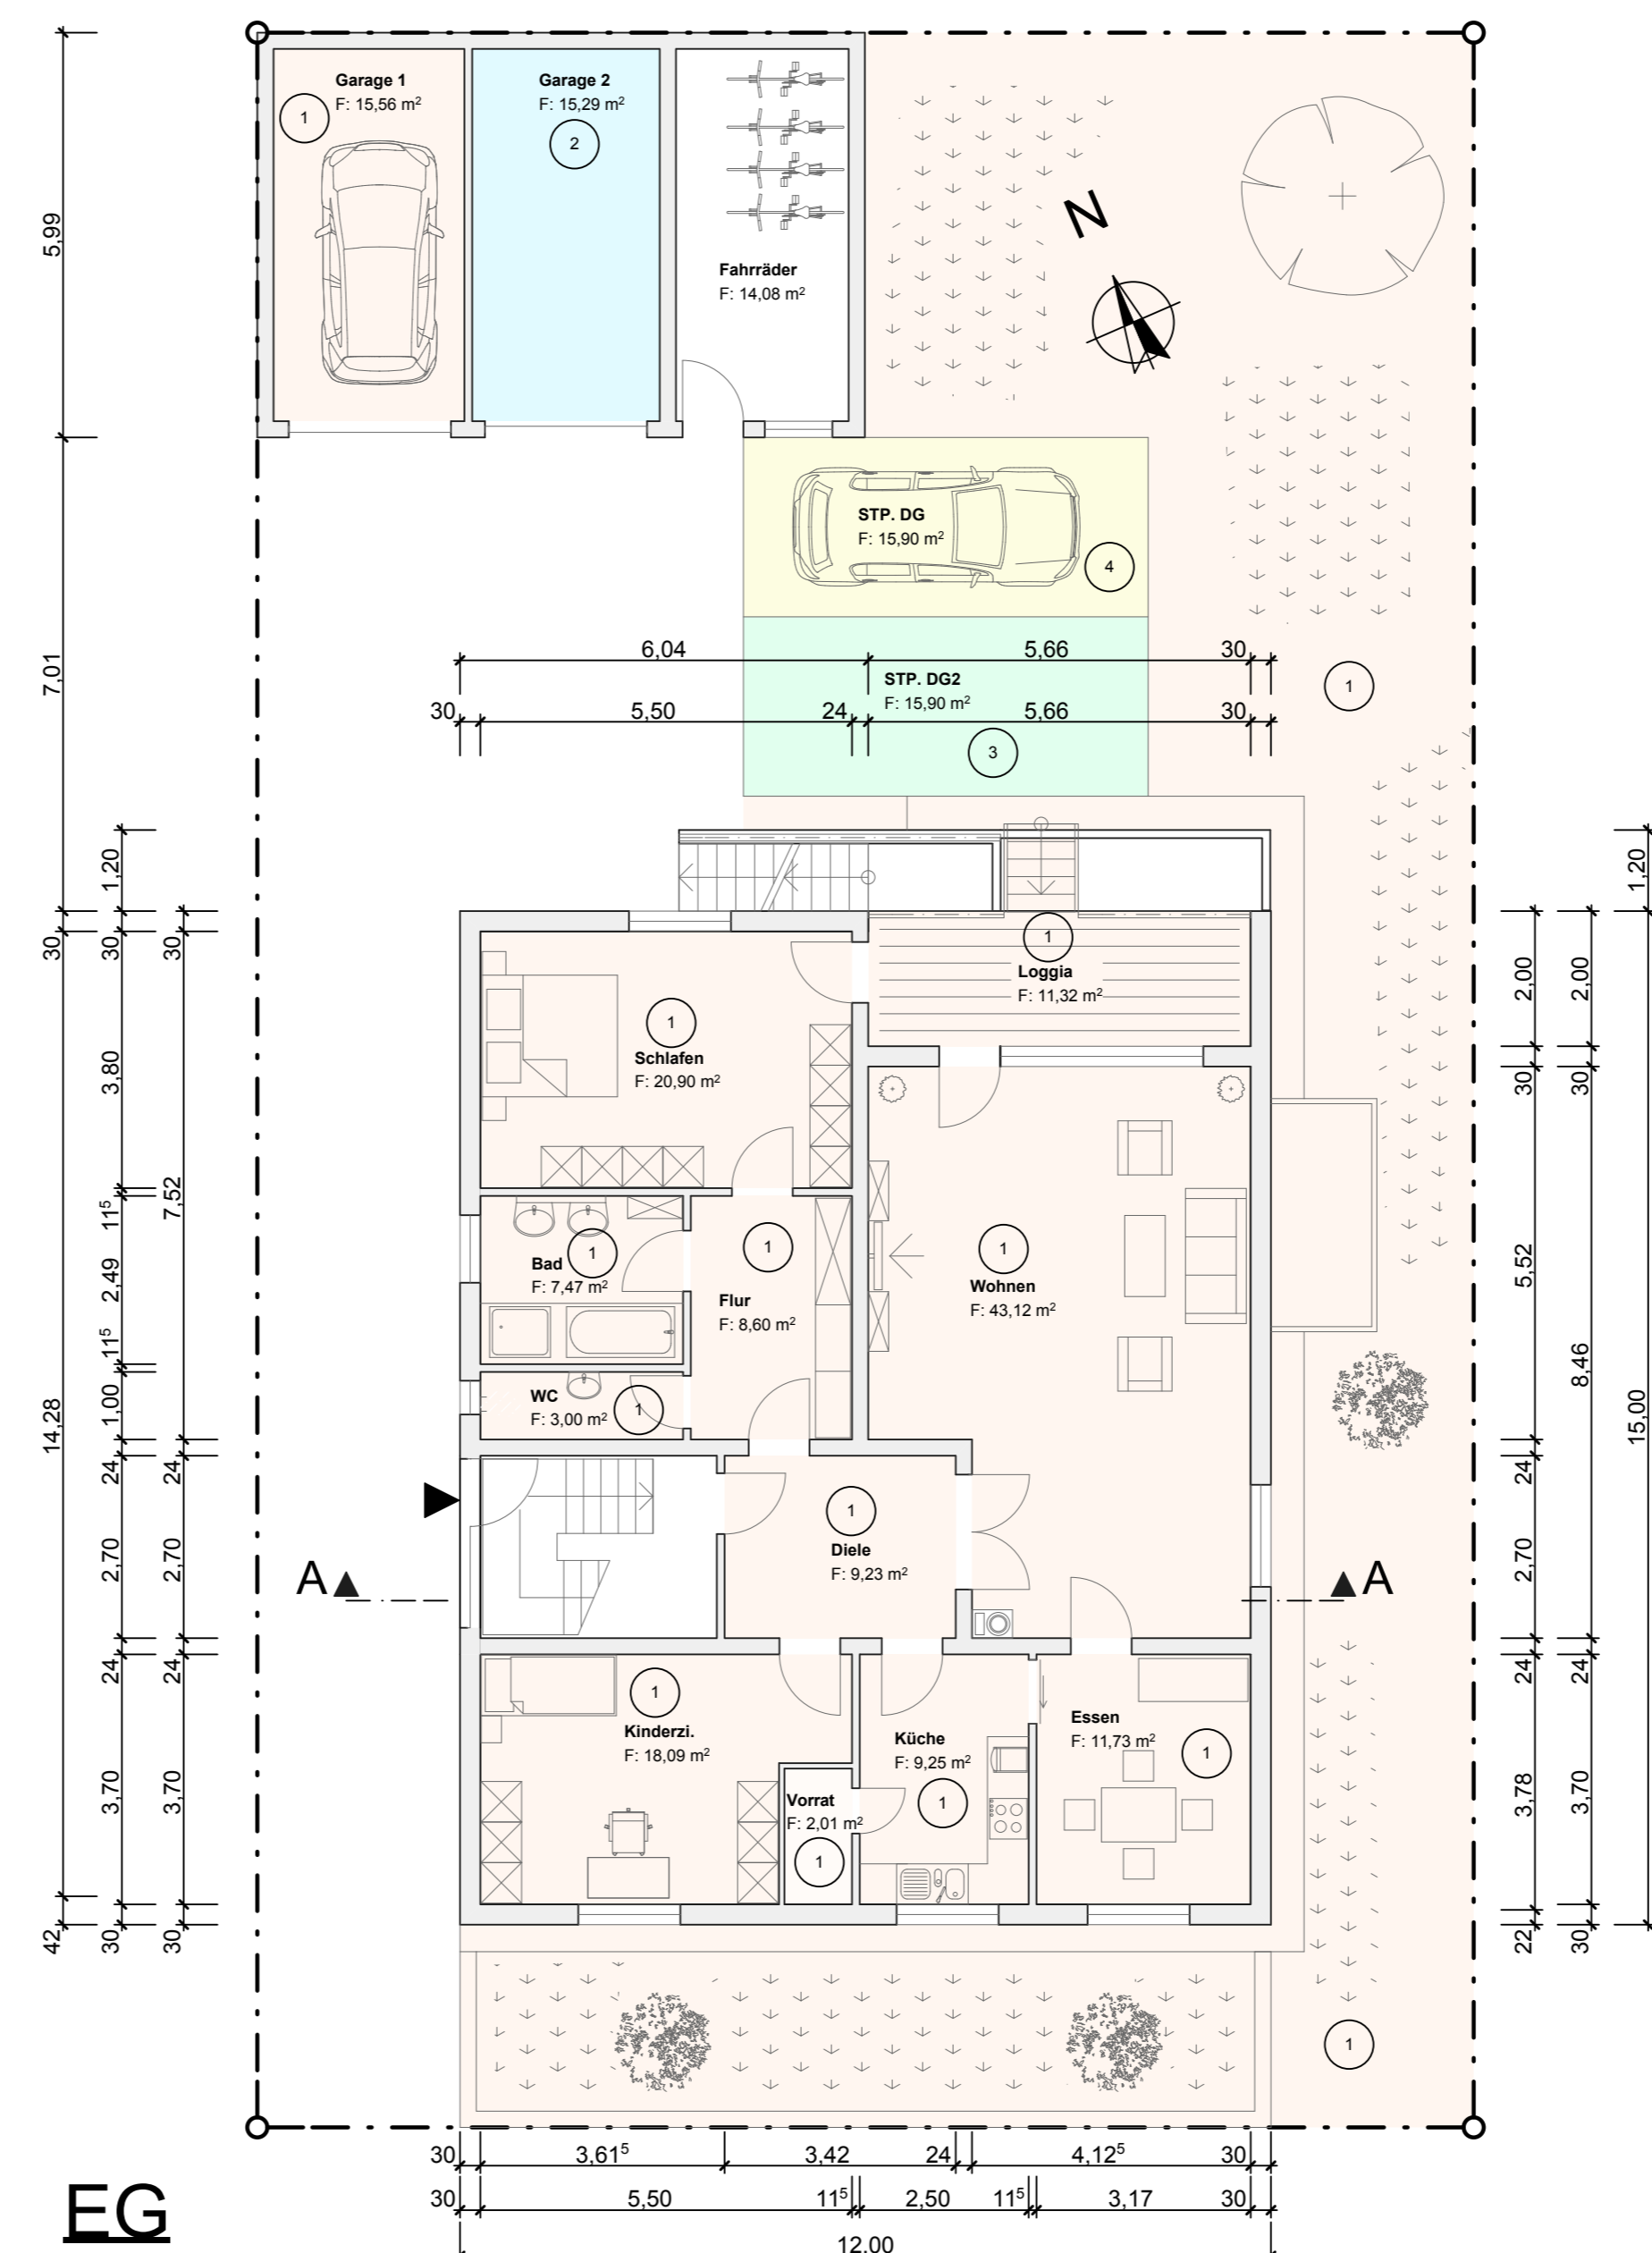 Garage 1
F: 15,56 m²
1
Garage 2
F: 15,29 m²
2
Fahrräder
F: 14,08 m²
N
STP. DG
F: 15,90 m²
4
STP. DG2
F: 15,90 m²
3
6,04 5,66 30
30 5,50 24 5,66 30
1
5,99
7,01
30
14,28
42
1,20
30
3,80
11⁵
2,49
11⁵
1,00
24
2,70
24
3,70
30
30
7,52
24
2,70
24
3,70
30
1
Loggia
F: 11,32 m²
1
Schlafen
F: 20,90 m²
1
Bad
F: 7,47 m²
1
Flur
F: 8,60 m²
1
Wohnen
F: 43,12 m²
WC
F: 3,00 m²
1
1
Diele
F: 9,23 m²
A
A
1
Kinderzi.
F: 18,09 m²
Vorrat
F: 2,01 m²
1
Küche
F: 9,25 m²
1
Essen
F: 11,73 m²
1
2,00
30
5,52
24
2,70
24
3,78
22
2,00
30
8,46
24
3,70
30
1,20
15,00
1
30 3,61⁵ 3,42 24 4,12⁵ 30
30 5,50 11⁵ 2,50 11⁵ 3,17 30
12,00
EG